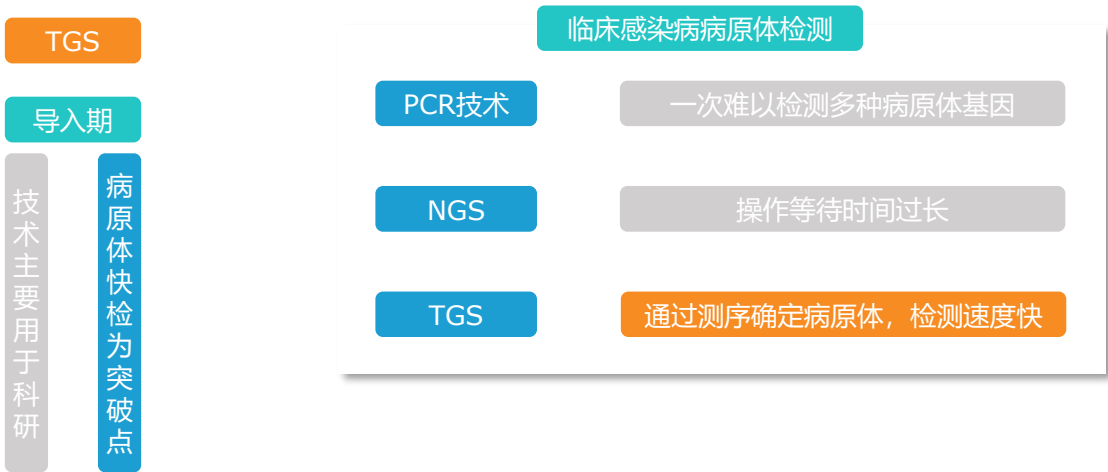 TGS
导入期
技术主要用于科研
病原体快检为突破点
临床感染病病原体检测
PCR技术
一次难以检测多种病原体基因
NGS
操作等待时间过长
TGS
通过测序确定病原体，检测速度快